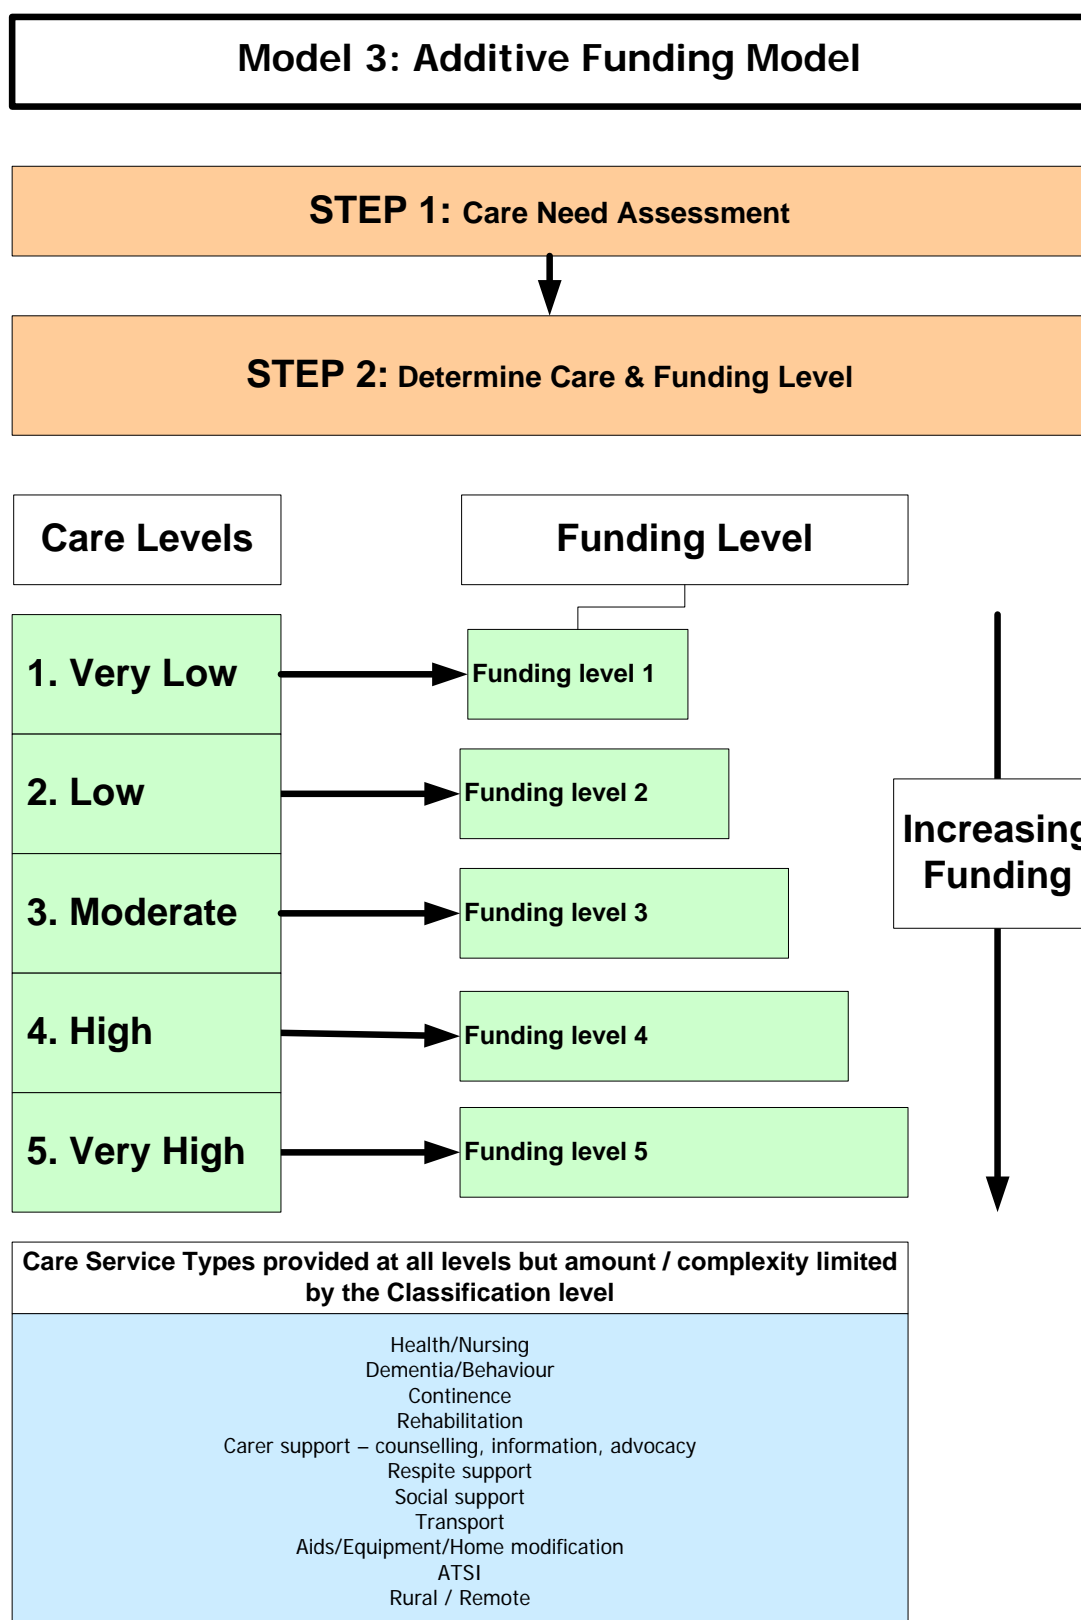 Model 3: Additive Funding Model
STEP 1: Care Need Assessment
STEP 2: Determine Care & Funding Level
Care Levels
Funding Level
1. Very Low
Funding level 1
2. Low
Funding level 2
Increasing
Funding
3. Moderate
Funding level 3
4. High
Funding level 4
5. Very High
Funding level 5
Care Service Types provided at all levels but amount / complexity limited
by the Classification level
Health/Nursing
Dementia/Behaviour
Continence
Rehabilitation
Carer support – counselling, information, advocacy
Respite support
Social support
Transport
Aids/Equipment/Home modification
ATSI
Rural / Remote